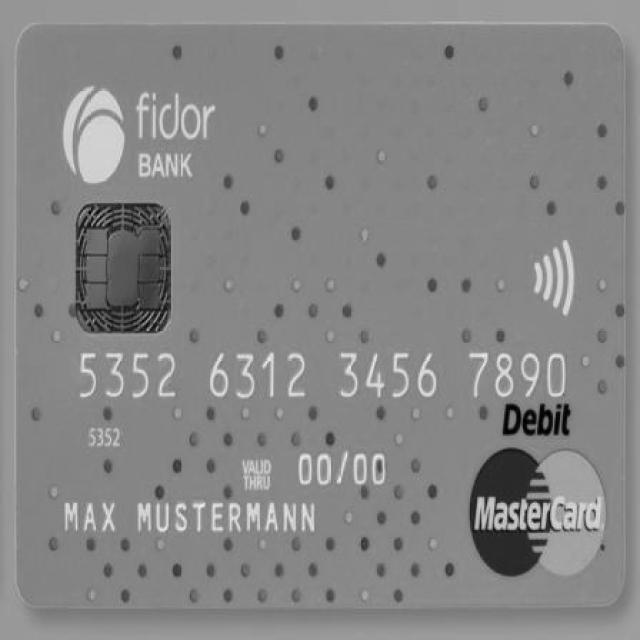 fidor
BANK
5352 6312 3456 7890
5352
Debit
VALID
THRU
00/00
MAX MUSTERMANN
MasterCard